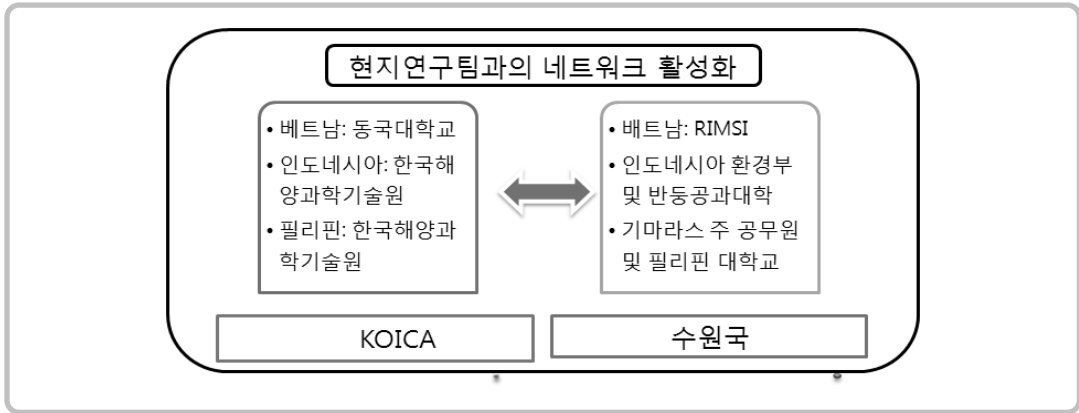 현지연구팀과의 네트워크 활성화
• 베트남: 동국대학교
• 인도네시아: 한국해
양과학기술원
• 필리핀: 한국해양과
학기술원
• 배트남: RIMSI
• 인도네시아 환경부
및 반둥공과대학
• 기마라스 주 공무원
및 필리핀 대학교
KOICA
수원국